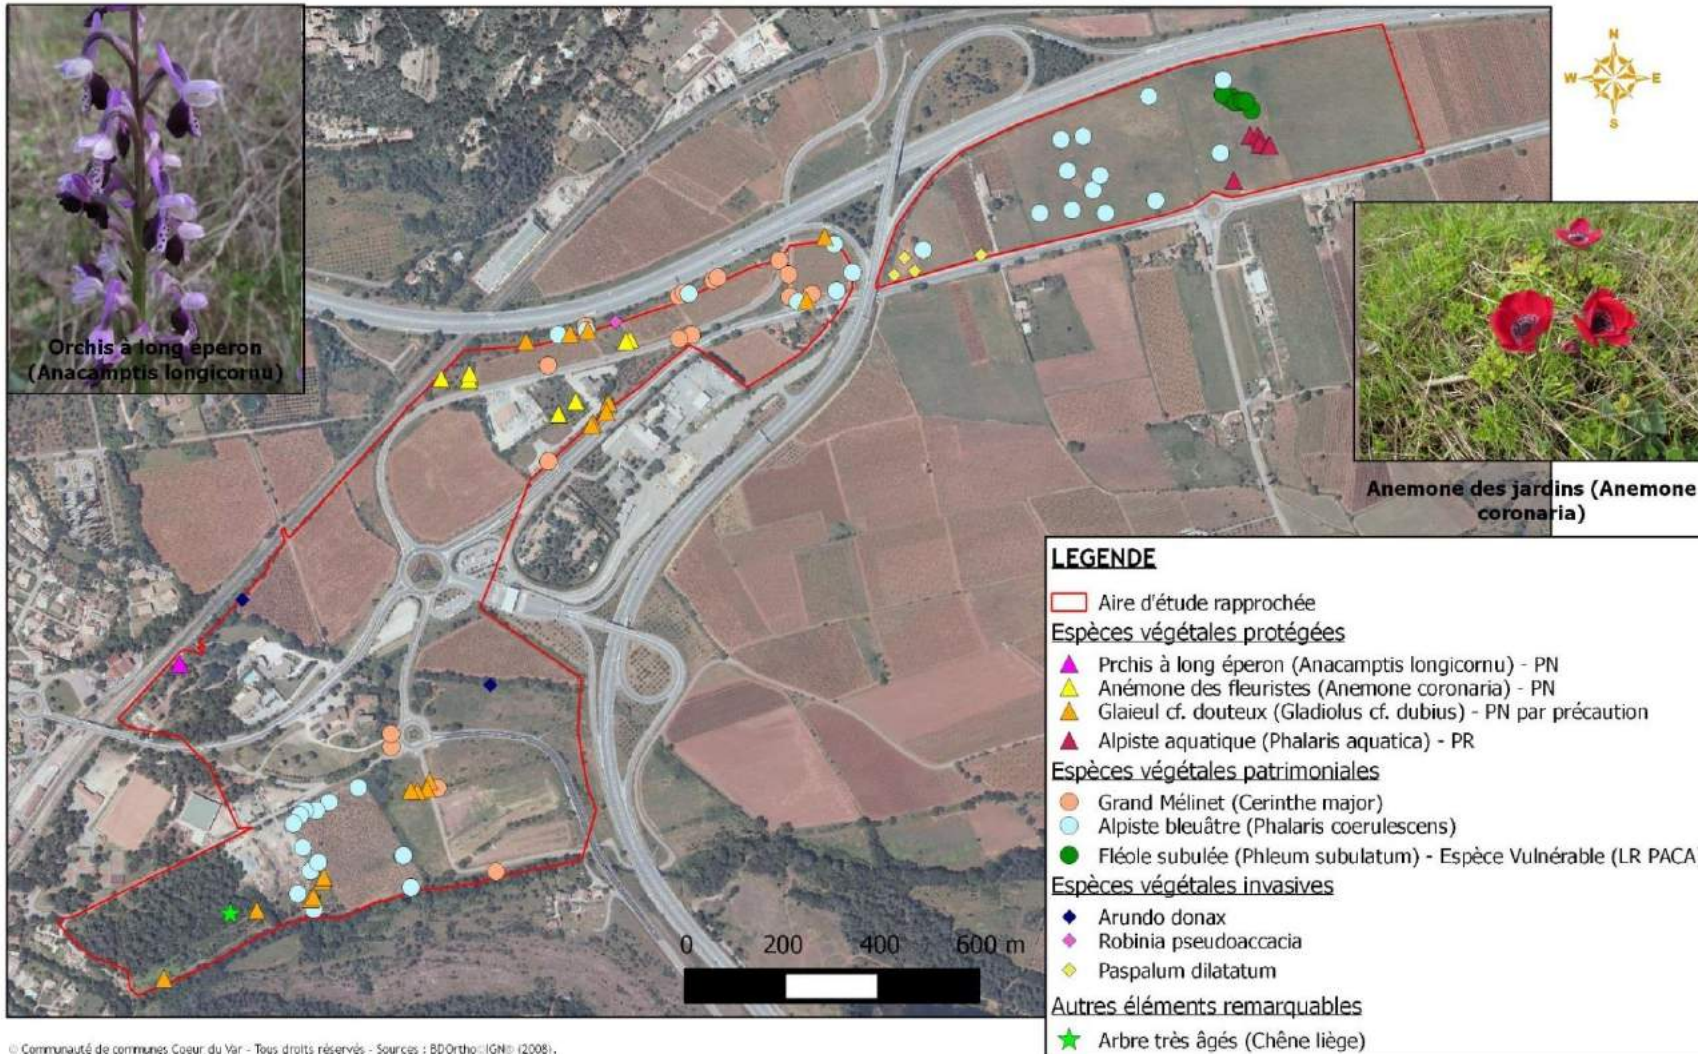 Orchis à long éperon
(Anacamptis longicornu)
N
W
E
S
Anemone des jardins (Anemone
coronaria)
LEGENDE
Aire d'étude rapprochée
Espèces végétales protégées
Prchis à long éperon (Anacamptis longicornu) - PN
Anémone des fleuristes (Anemone coronaria) - PN
Glaieul cf. douteux (Gladiolus cf. dubius) - PN par précaution
Alpiste aquatique (Phalaris aquatica) - PR
Espèces végétales patrimoniales
Grand Mélinet (Cerinthe major)
Alpiste bleuâtre (Phalaris coerulescens)
Fléole subulée (Phleum subulatum) - Espèce Vulnérable (LR PACA)
Espèces végétales invasives
Arundo donax
Robinia pseudoaccacia
Paspalum dilatatum
Autres éléments remarquables
Arbre très âgés (Chêne liège)
0 200 400 600 m
© Communauté de communes Coeur du Var - Tous droits réservés - Sources : BDOrtho©IGN® (2008).